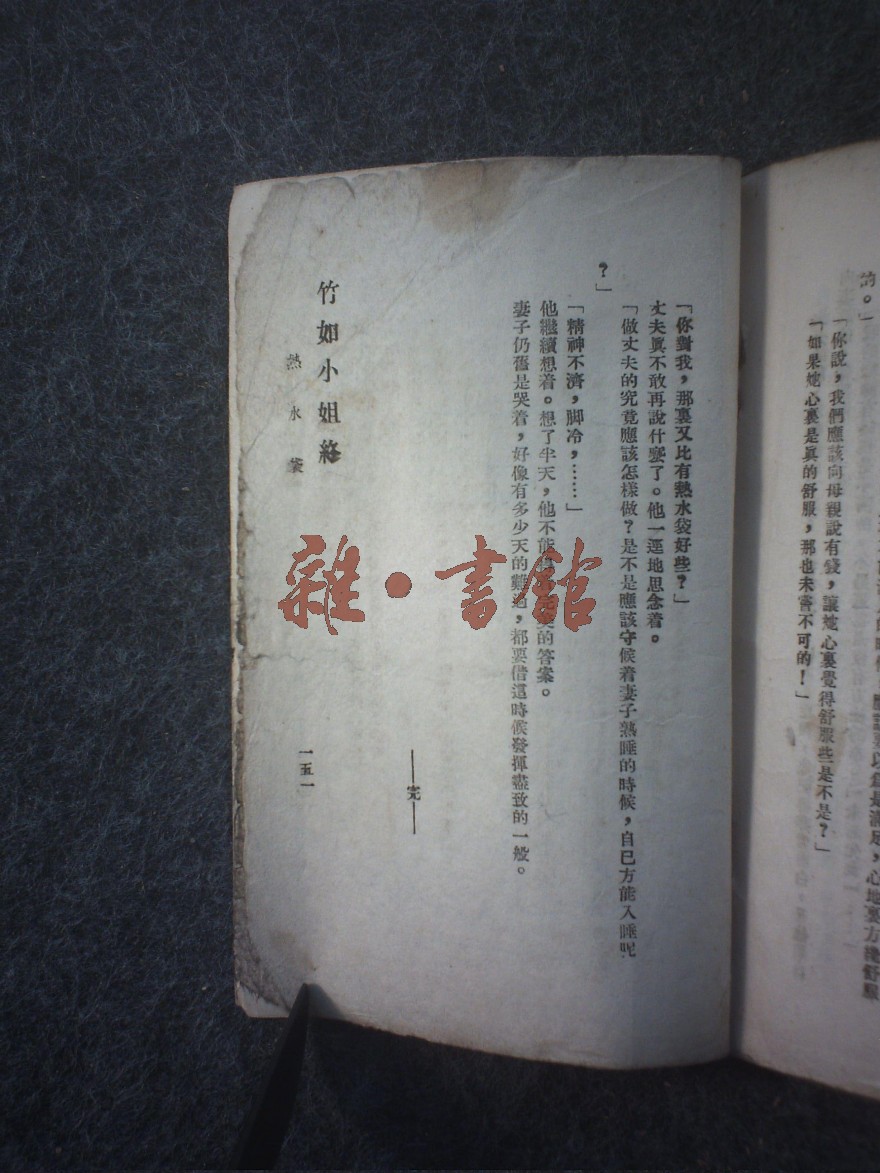 的。」
「你說，我們應該向母親說有錢，讓她心裏覺得舒服些是不是？」
「如果她心裏是眞的舒服，那也未嘗不可的！」
「你對我，那裏又比有熱水袋好些？」
丈夫眞不敢再說什麽了。他一逕地思念着。
「做丈夫的究竟應該怎樣做？是不是應該守候着妻子熟睡的時候，自已方能入睡呢
？」
「精神不濟，脚冷，……」
他繼續想着。想了半天，他不能的答案。
妻子仍舊是哭着，好像有多少天的難過，都要借這時候發揮盡致的一般。
——完——
竹如小姐終
熱水袋
一五一
雜·書館